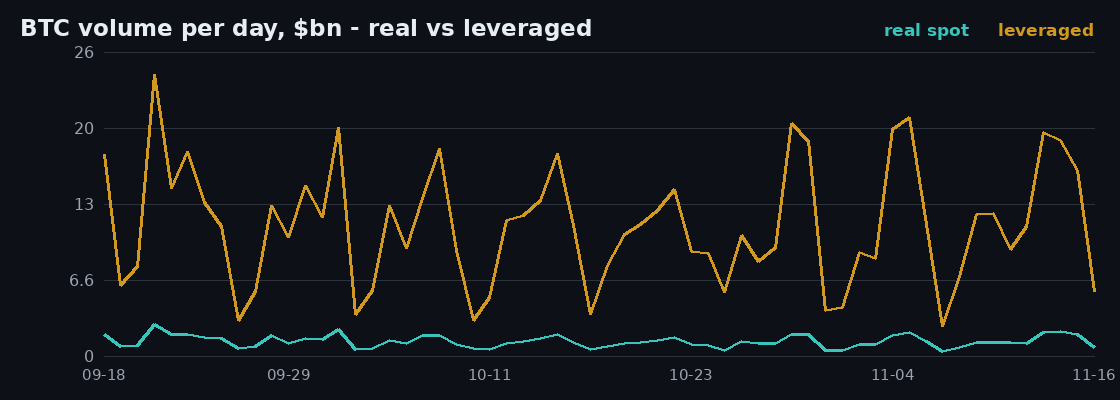 BTC volume per day, $bn - real vs leveraged
real spot leveraged
26
20
13
6.6
0
09-18 09-29 10-11 10-23 11-04 11-16